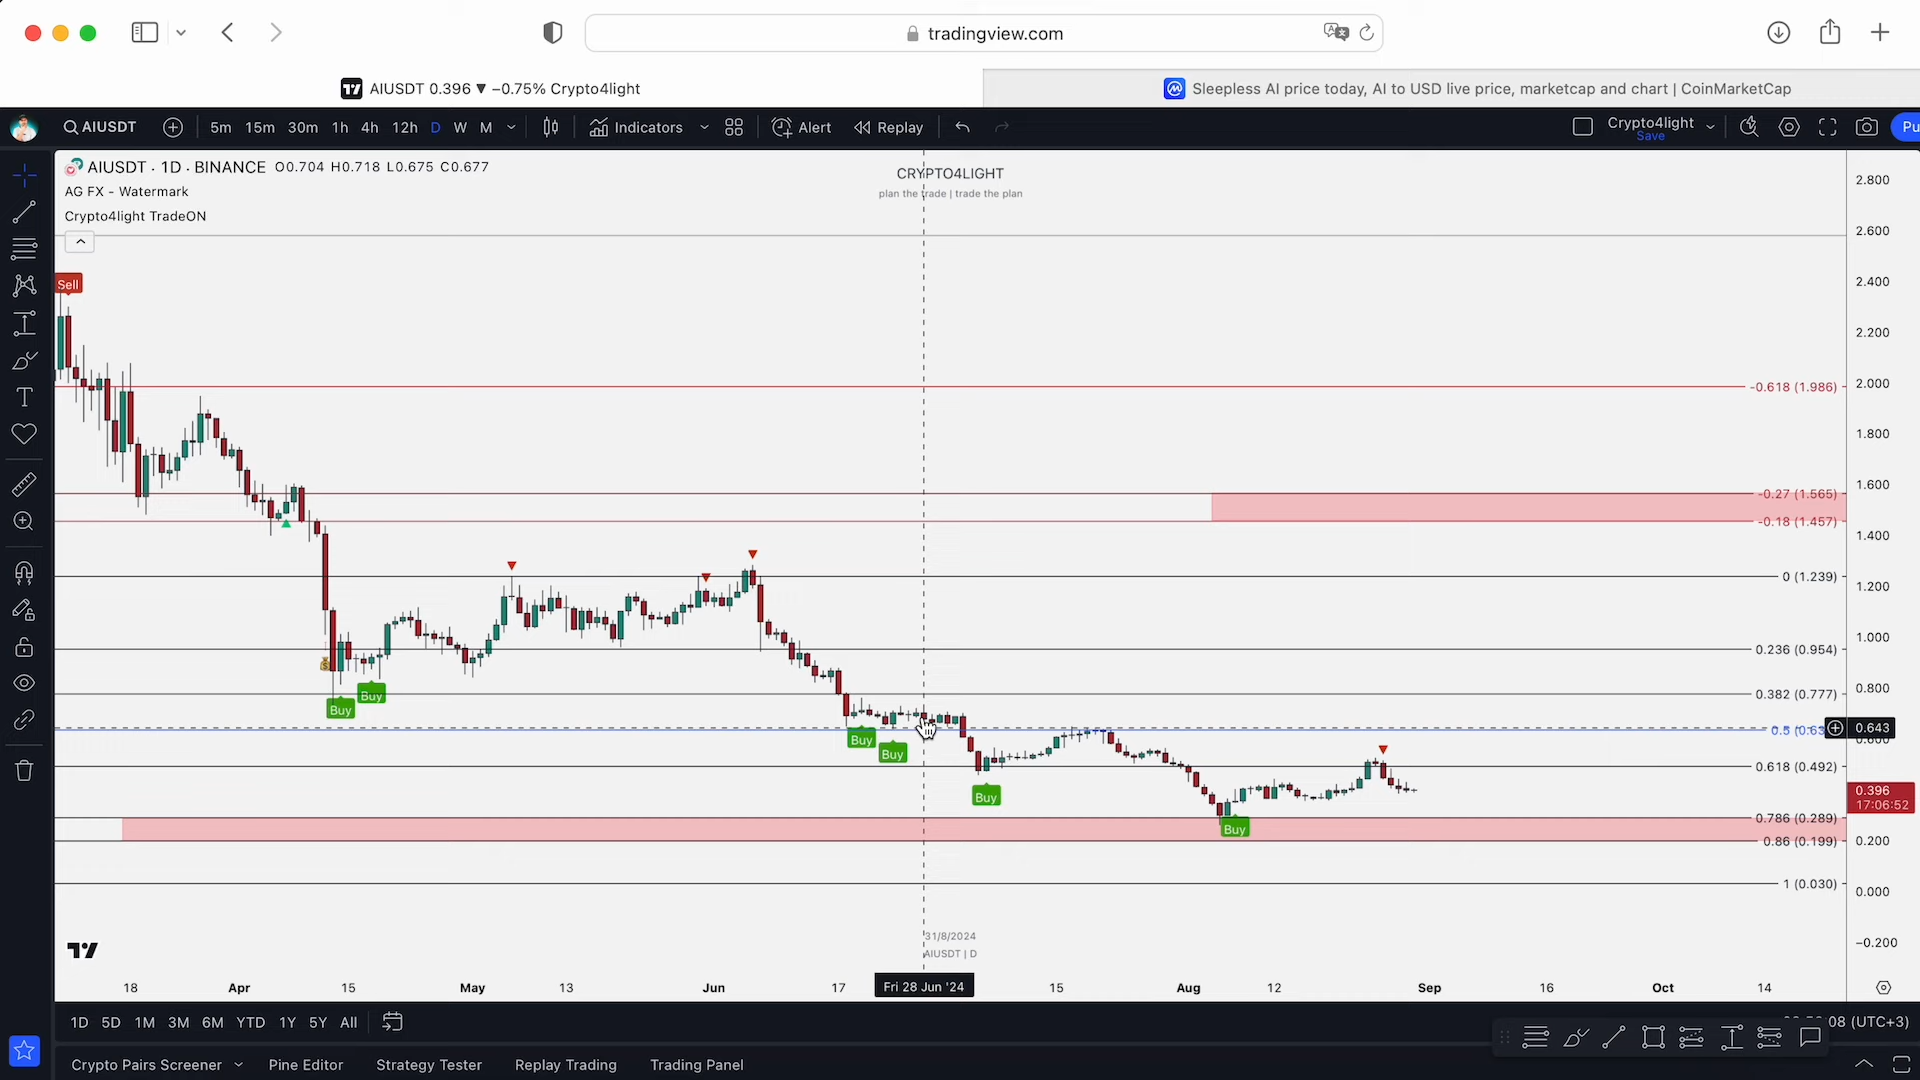 tradingview.com
AIUSDT 0.396 ▼ −0.75% Crypto4light
Sleepless AI price today, AI to USD live price, marketcap and chart | CoinMarketCap
AIUSDT
5m 15m 30m 1h 4h 12h D W M
Indicators
Alert
Replay
Crypto4light
Save
Pu
AIUSDT · 1D · BINANCE O0.704 H0.718 L0.675 C0.677
AG FX - Watermark
Crypto4light TradeON
CRYPTO4LIGHT
plan the trade | trade the plan
Sell
Buy
Buy
Buy
Buy
Buy
Buy
-0.618 (1.986)
-0.27 (1.565)
-0.18 (1.457)
0 (1.239)
0.236 (0.954)
0.382 (0.777)
0.5 (0.63
0.618 (0.492)
0.786 (0.289)
0.86 (0.199)
1 (0.030)
2.800
2.600
2.400
2.200
2.000
1.800
1.600
1.400
1.200
1.000
0.800
0.643
0.600
0.396
17:06:52
0.200
0.000
−0.200
31/8/2024
AIUSDT | D
18 Apr 15 May 13 Jun 17 Fri 28 Jun '24 15 Aug 12 Sep 16 Oct 14
1D 5D 1M 3M 6M YTD 1Y 5Y All
08 (UTC+3)
Crypto Pairs Screener Pine Editor Strategy Tester Replay Trading Trading Panel